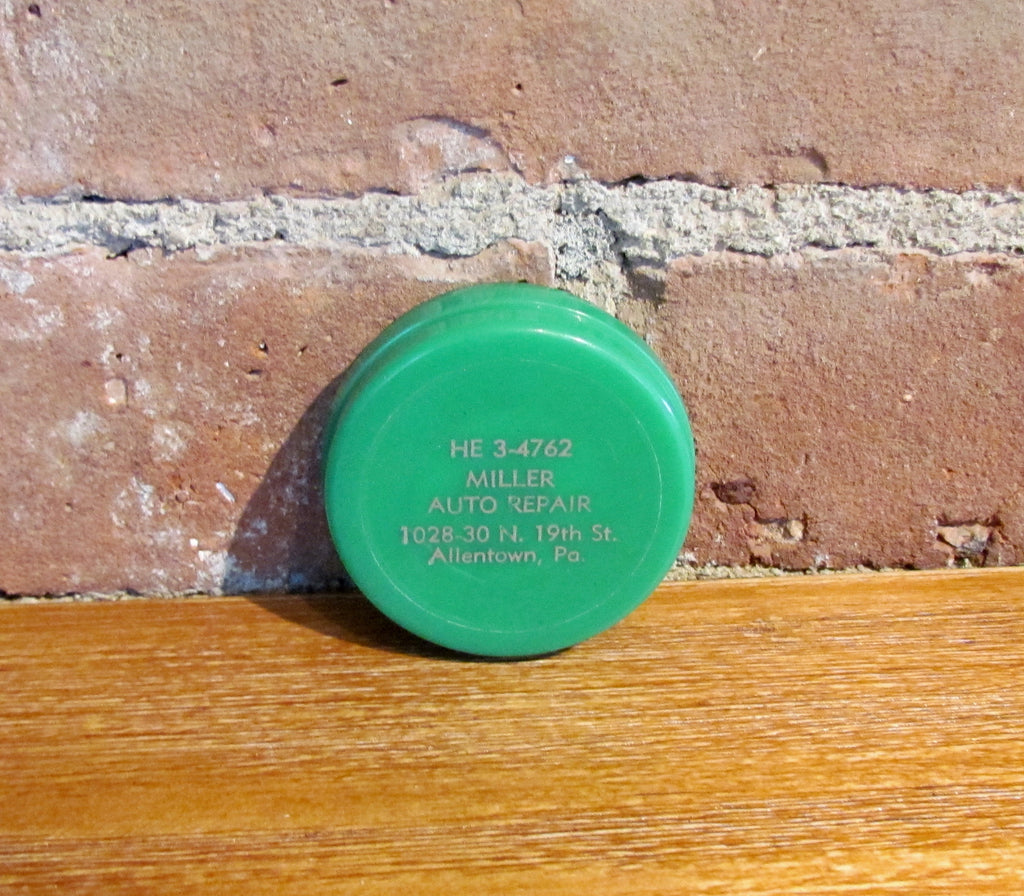 HE 3-4762
MILLER
AUTO REPAIR
1028-30 N. 19th St.
Allentown, Pa.